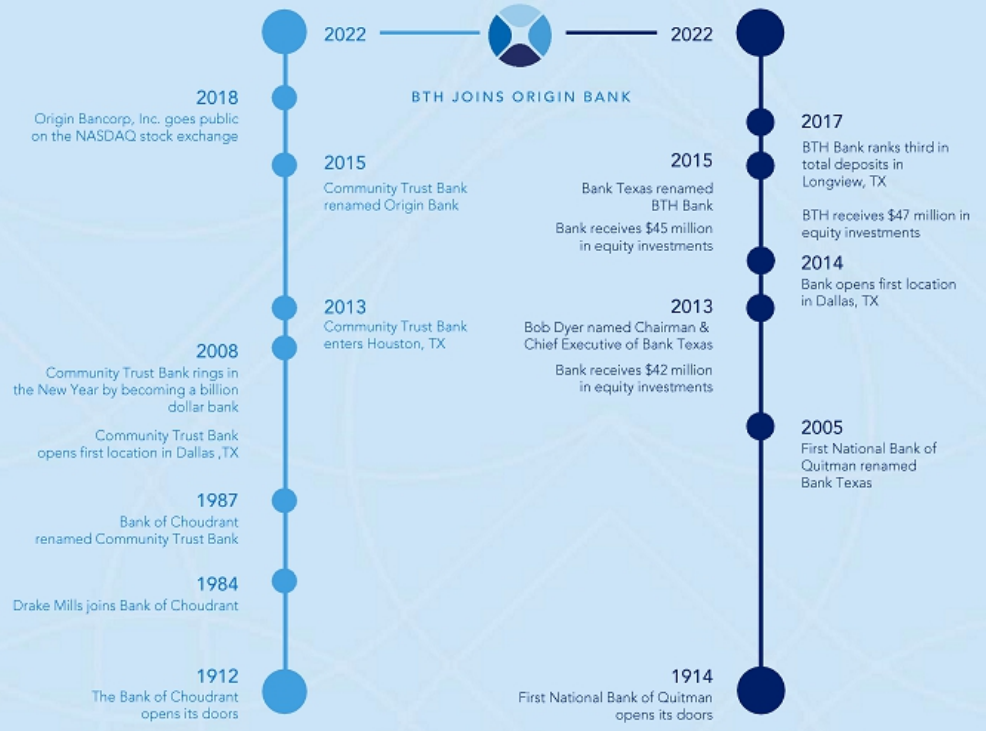 2022
2022
BTH JOINS ORIGIN BANK
2018
Origin Bancorp, Inc. goes public
on the NASDAQ stock exchange
2015
Community Trust Bank
renamed Origin Bank
2013
Community Trust Bank
enters Houston, TX
2008
Community Trust Bank rings in
the New Year by becoming a billion
dollar bank
Community Trust Bank
opens first location in Dallas ,TX
1987
Bank of Choudrant
renamed Community Trust Bank
1984
Drake Mills joins Bank of Choudrant
1912
The Bank of Choudrant
opens its doors
2017
BTH Bank ranks third in
total deposits in
Longview, TX
BTH receives $47 million in
equity investments
2015
Bank Texas renamed
BTH Bank
Bank receives $45 million
in equity investments
2014
Bank opens first location
in Dallas, TX
2013
Bob Dyer named Chairman &
Chief Executive of Bank Texas
Bank receives $42 million
in equity investments
2005
First National Bank of
Quitman renamed
Bank Texas
1914
First National Bank of Quitman
opens its doors